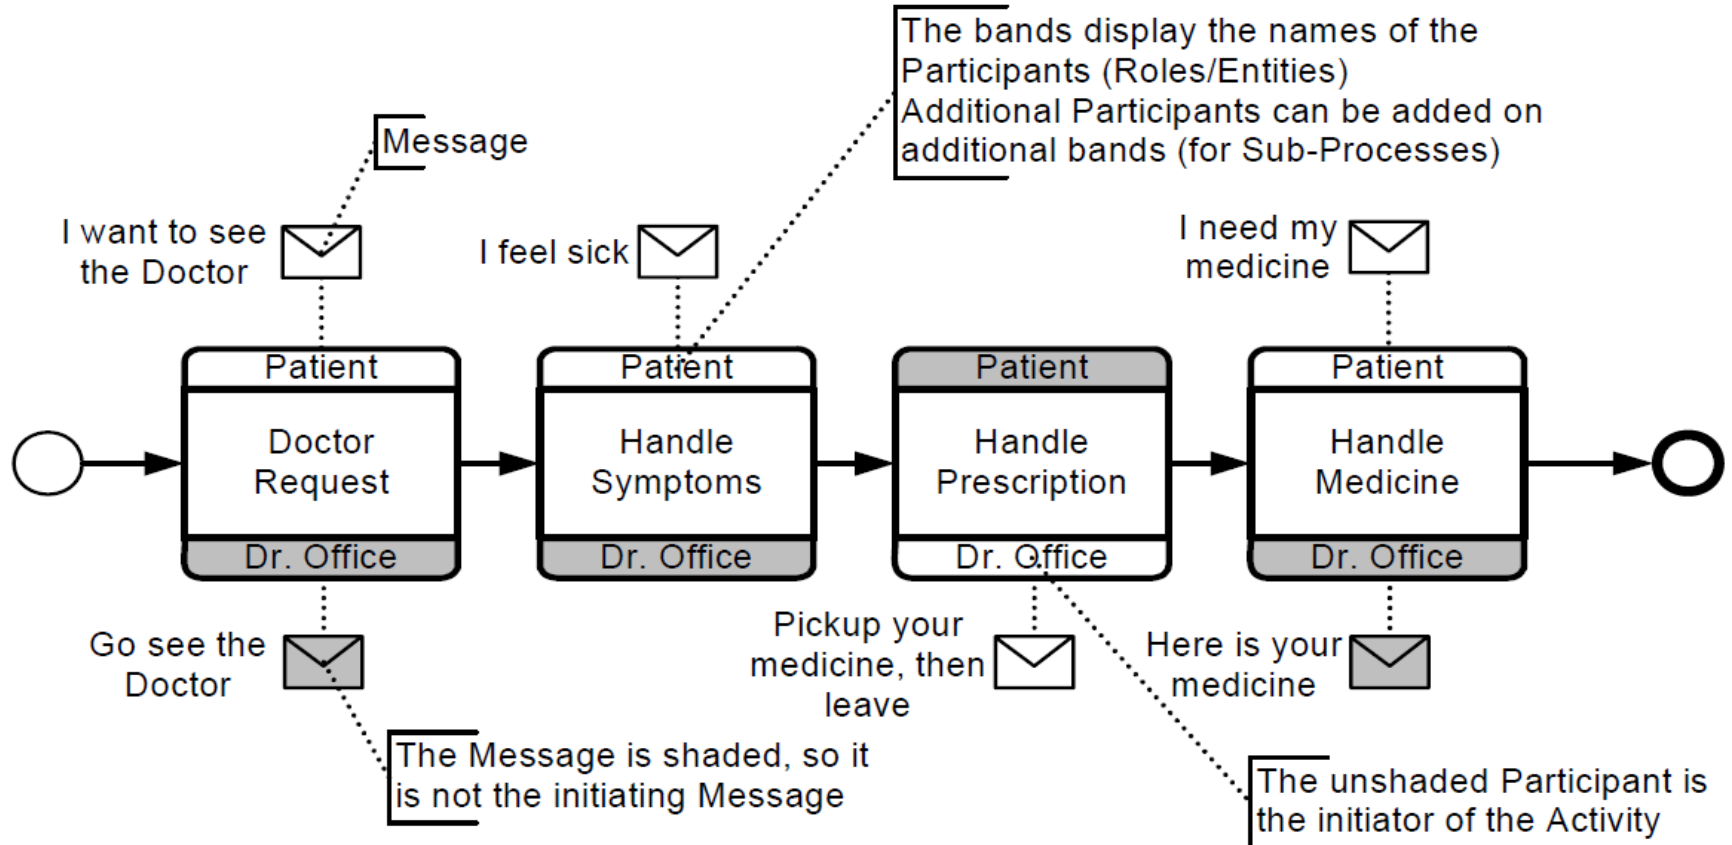 The bands display the names of the
Participants (Roles/Entities)
Additional Participants can be added on
additional bands (for Sub-Processes)
Message
I want to see
the Doctor
I feel sick
I need my
medicine
Patient
Patient
Patient
Patient
Doctor
Request
Handle
Symptoms
Handle
Prescription
Handle
Medicine
Dr. Office
Dr. Office
Dr. Office
Dr. Office
Go see the
Doctor
Pickup your
medicine, then
leave
Here is your
medicine
The Message is shaded, so it
is not the initiating Message
The unshaded Participant is
the initiator of the Activity